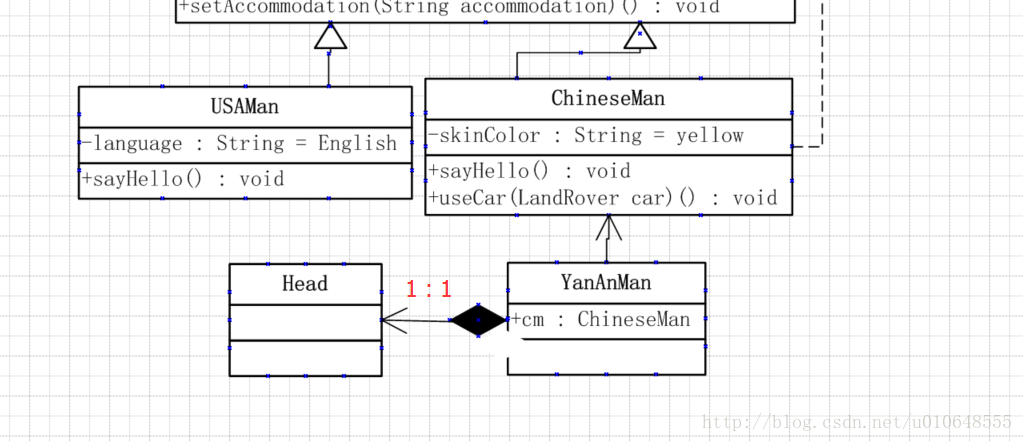 +setAccommodation(String accommodation)() : void
USAMan
-language : String = English
+sayHello() : void
ChineseMan
-skinColor : String = yellow
+sayHello() : void
+useCar(LandRover car)() : void
Head
1:1
YanAnMan
+cm : ChineseMan
http://blog.csdn.net/u010648555